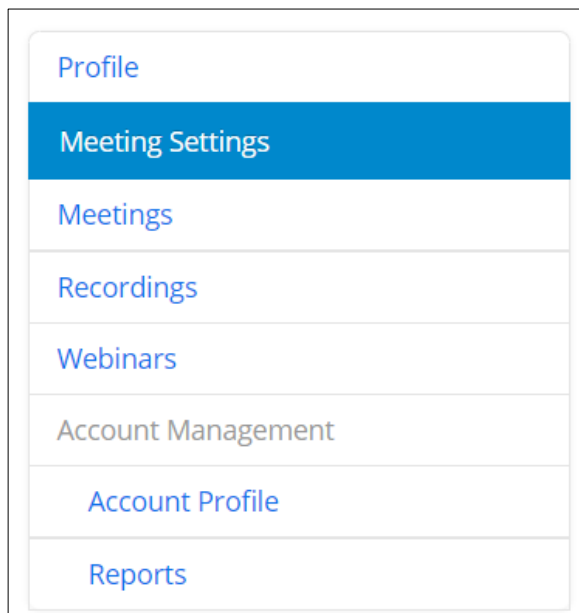 Profile
Meeting Settings
Meetings
Recordings
Webinars
Account Management
Account Profile
Reports